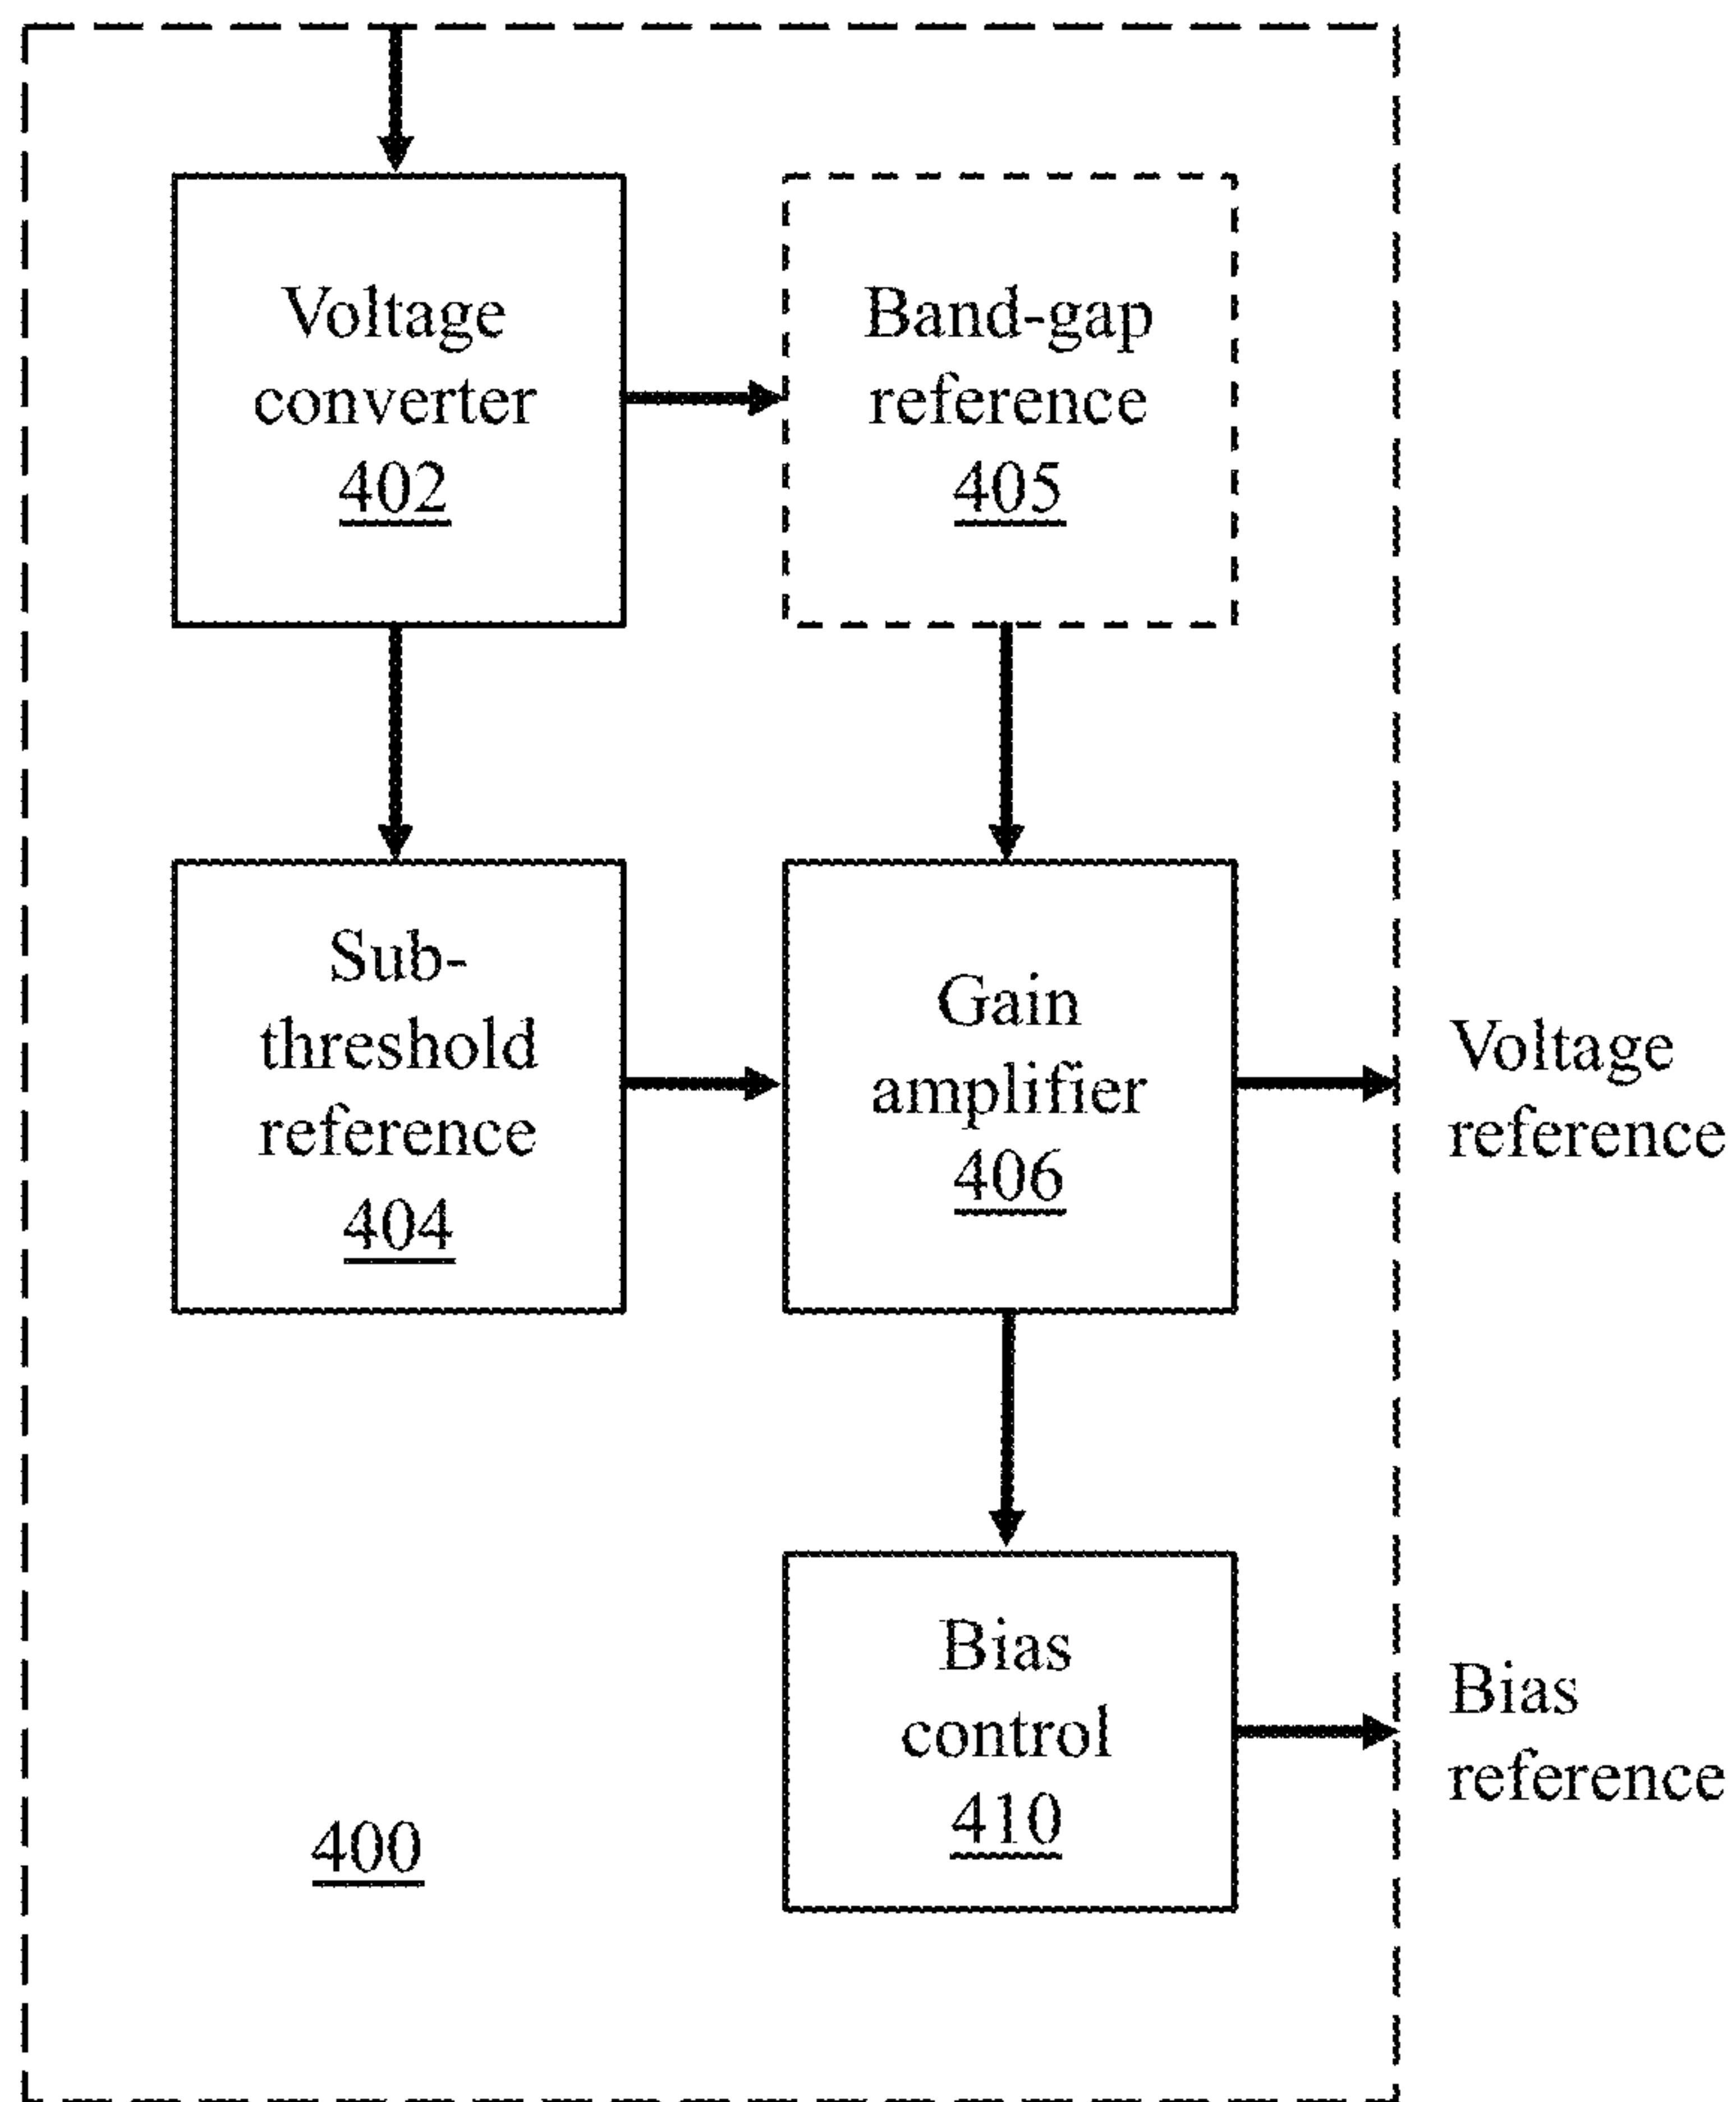 Voltage
converter
402
Band-gap
reference
405
Sub-
threshold
reference
404
Gain
amplifier
406
Voltage
reference
Bias
control
410
Bias
reference
400